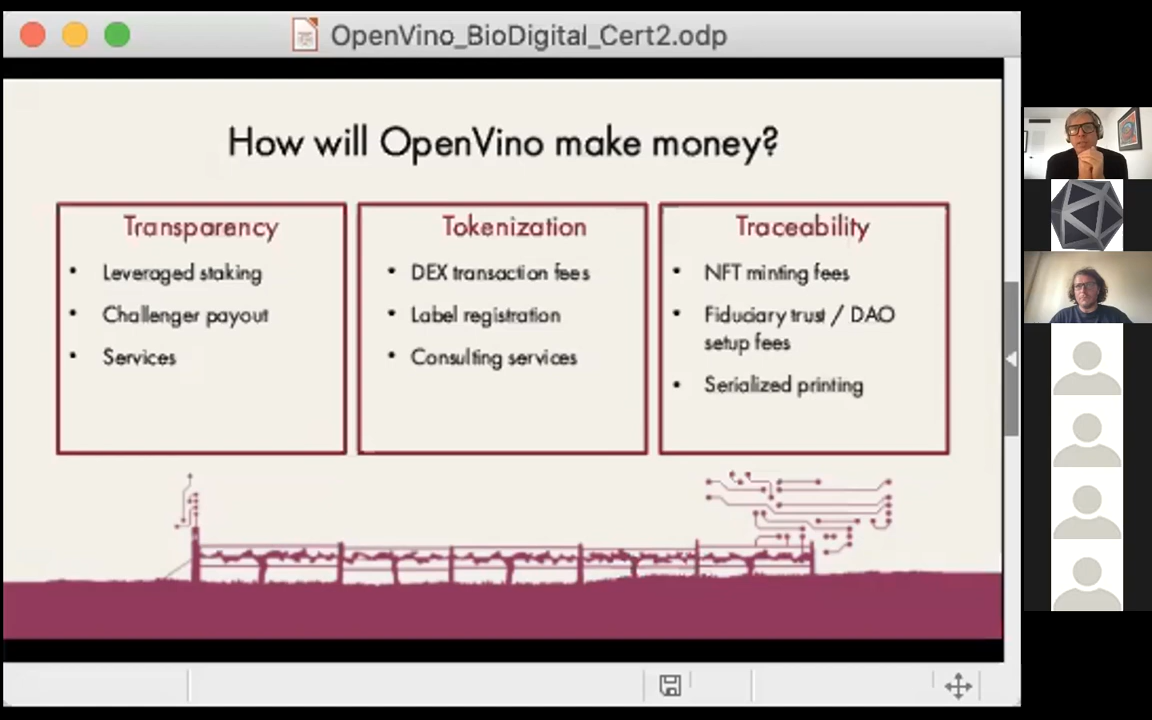 OpenVino_BioDigital_Cert2.odp
How will OpenVino make money?
Transparency
• Leveraged staking
• Challenger payout
• Services
Tokenization
• DEX transaction fees
• Label registration
• Consulting services
Traceability
• NFT minting fees
• Fiduciary trust / DAO
setup fees
• Serialized printing